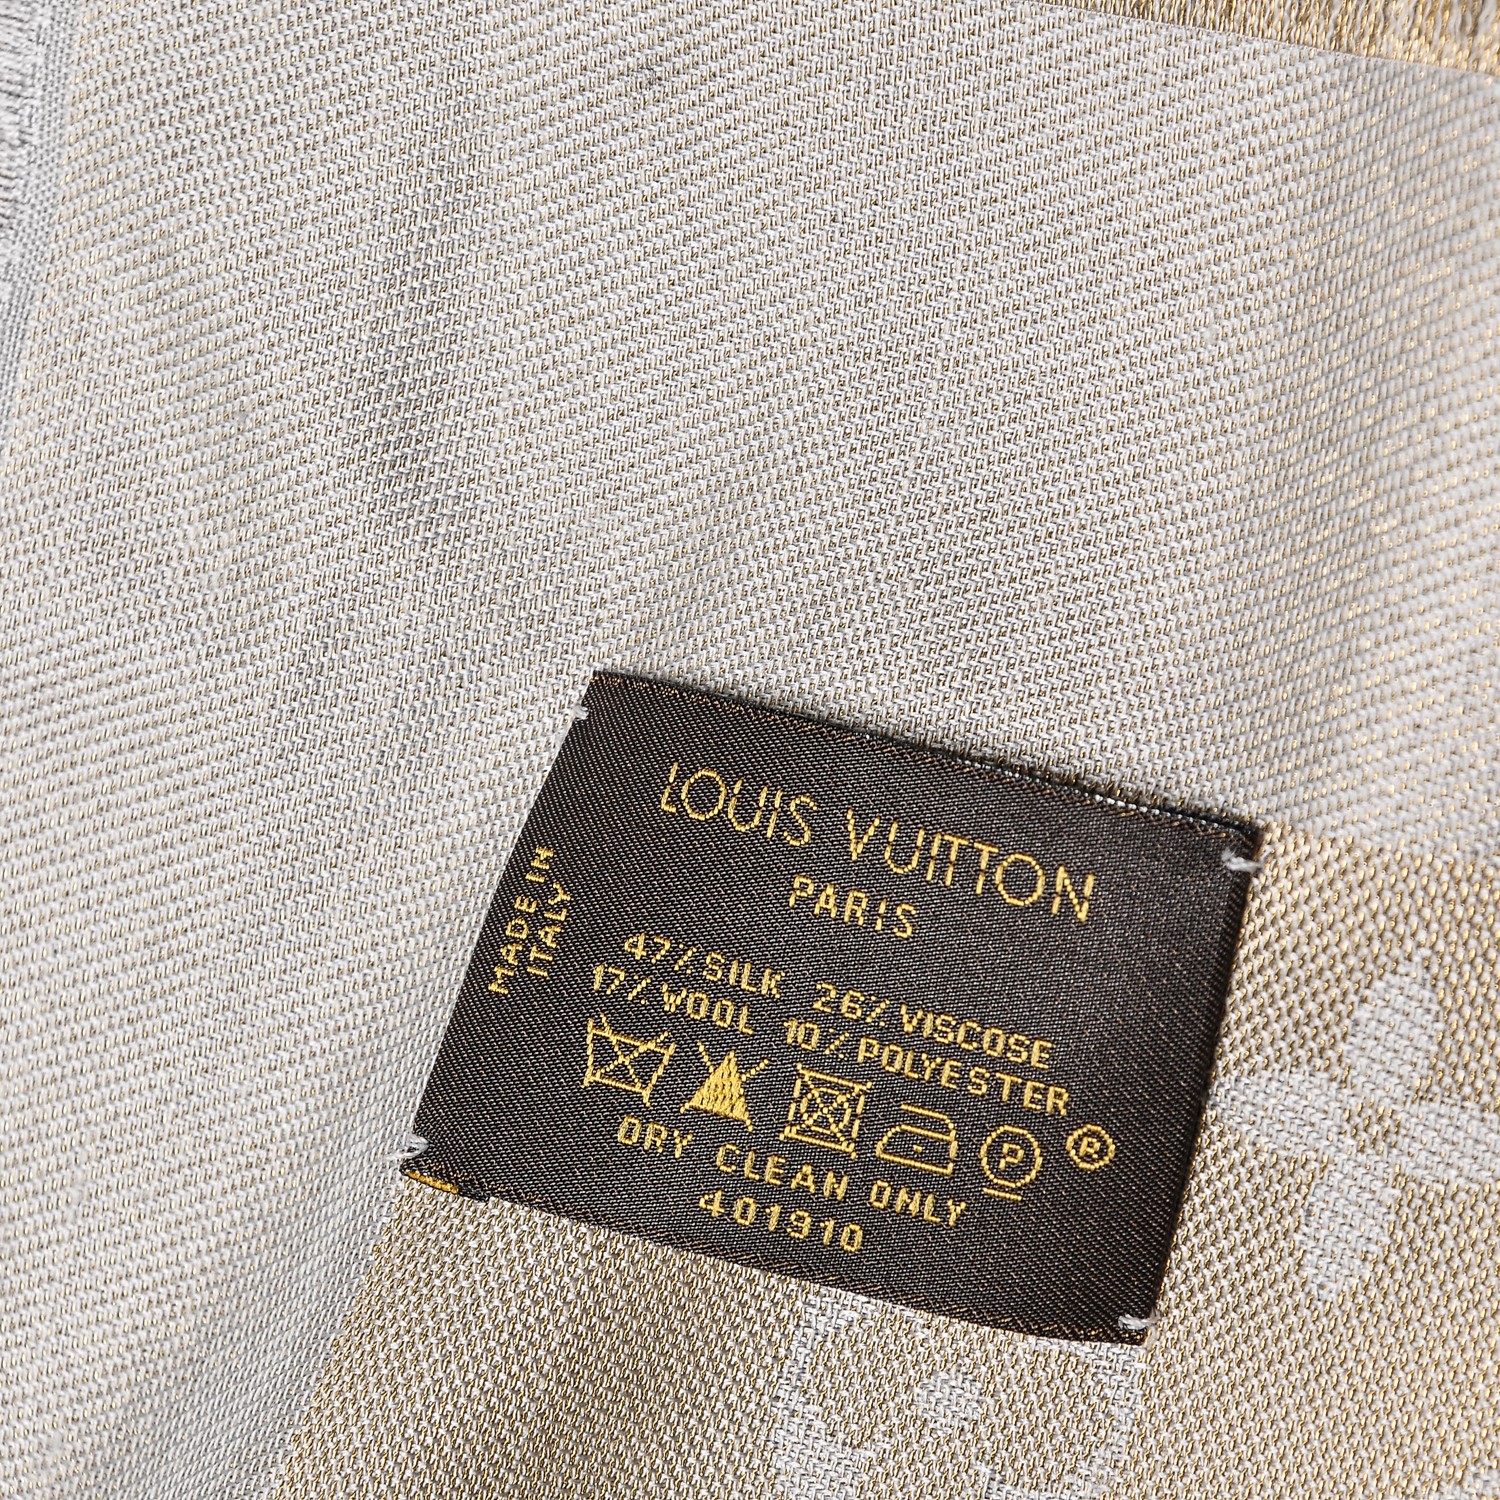 LOUIS VUITTON
PARIS
MADE IN
ITALY
47% SILK 26% VISCOSE
17% WOOL 10% POLYESTER
P ®
DRY CLEAN ONLY
401910